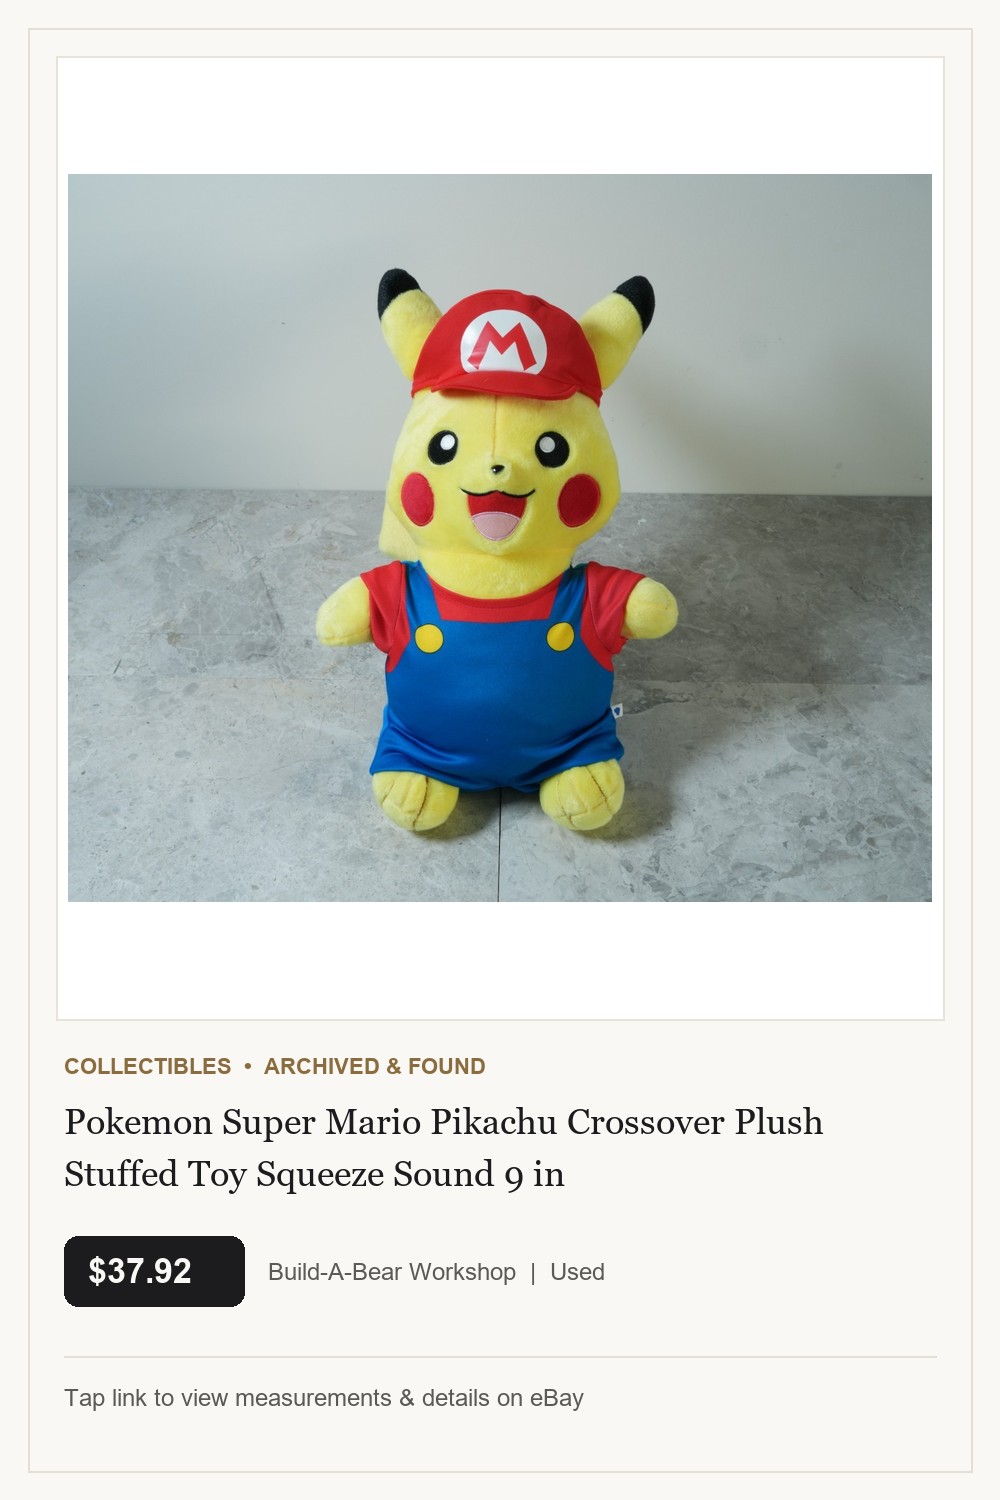 M
COLLECTIBLES • ARCHIVED & FOUND
Pokemon Super Mario Pikachu Crossover Plush
Stuffed Toy Squeeze Sound 9 in
$37.92
Build-A-Bear Workshop | Used
Tap link to view measurements & details on eBay